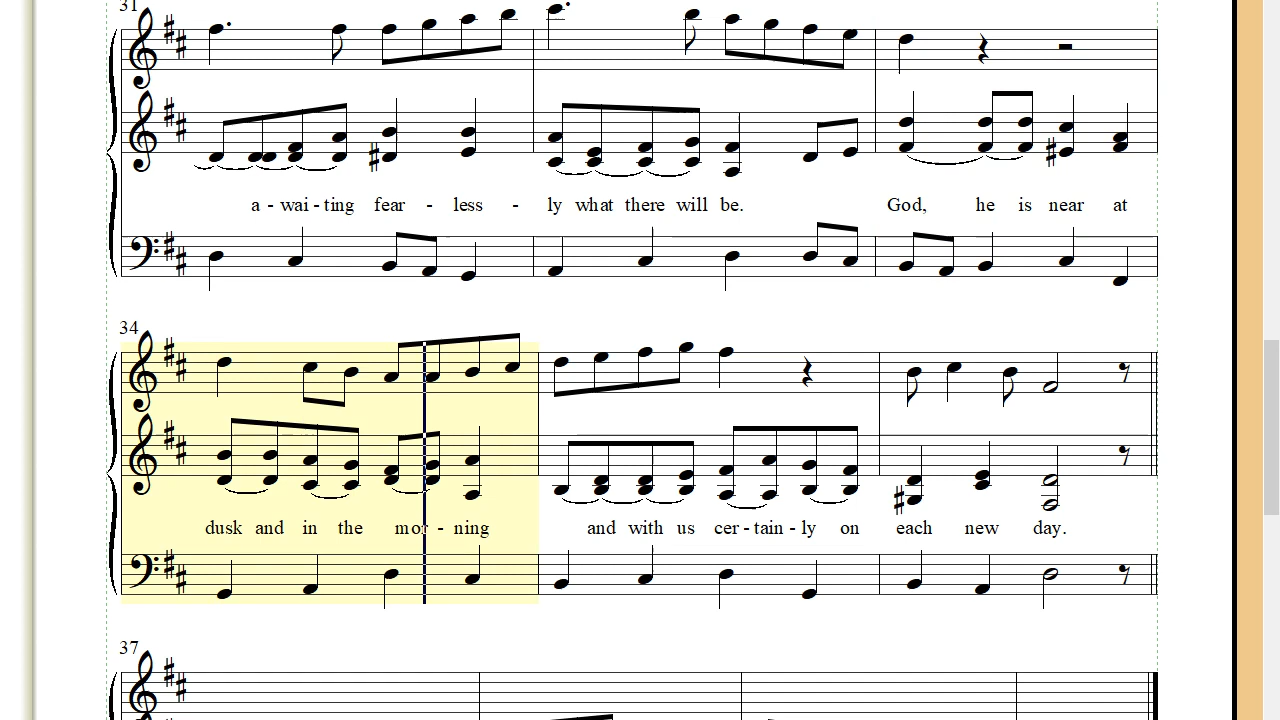 31
a - wai - ting fear - less - ly what there will be. God, he is near at
34
dusk and in the mor - ning and with us cer - tain - ly on each new day.
37